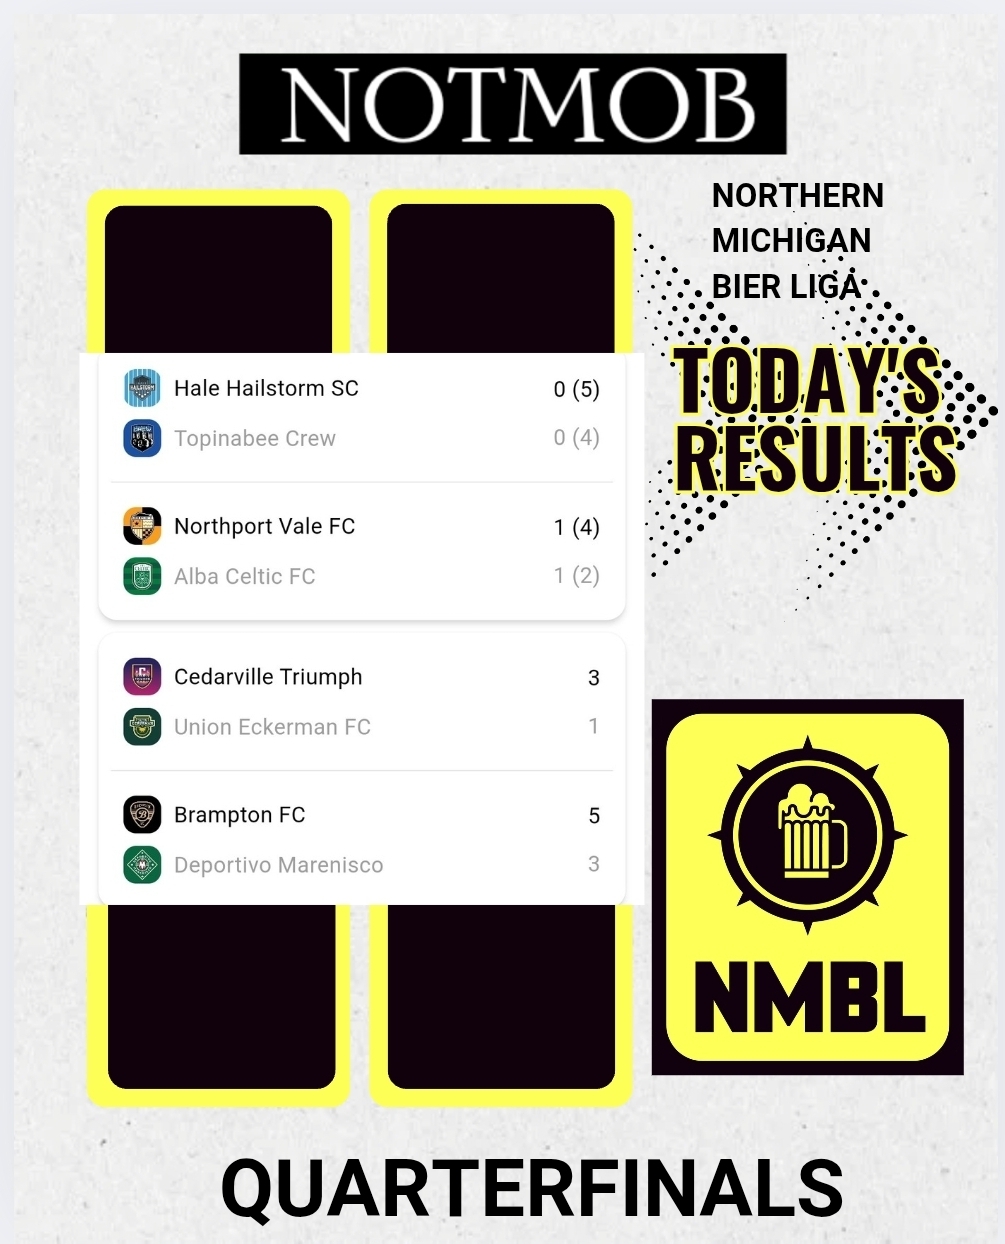 NOTMOB
NORTHERN
MICHIGAN
BIER LIGA
TODAY'S
RESULTS
Hale Hailstorm SC 0 (5)
Topinabee Crew 0 (4)
Northport Vale FC 1 (4)
Alba Celtic FC 1 (2)
Cedarville Triumph 3
Union Eckerman FC 1
Brampton FC 5
Deportivo Marenisco 3
NMBL
QUARTERFINALS